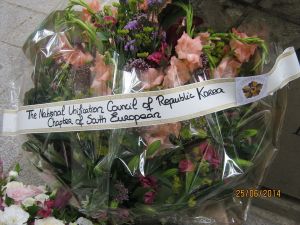 The National Unification Council of Republic Korea
Chapter of South European
25/06/2014